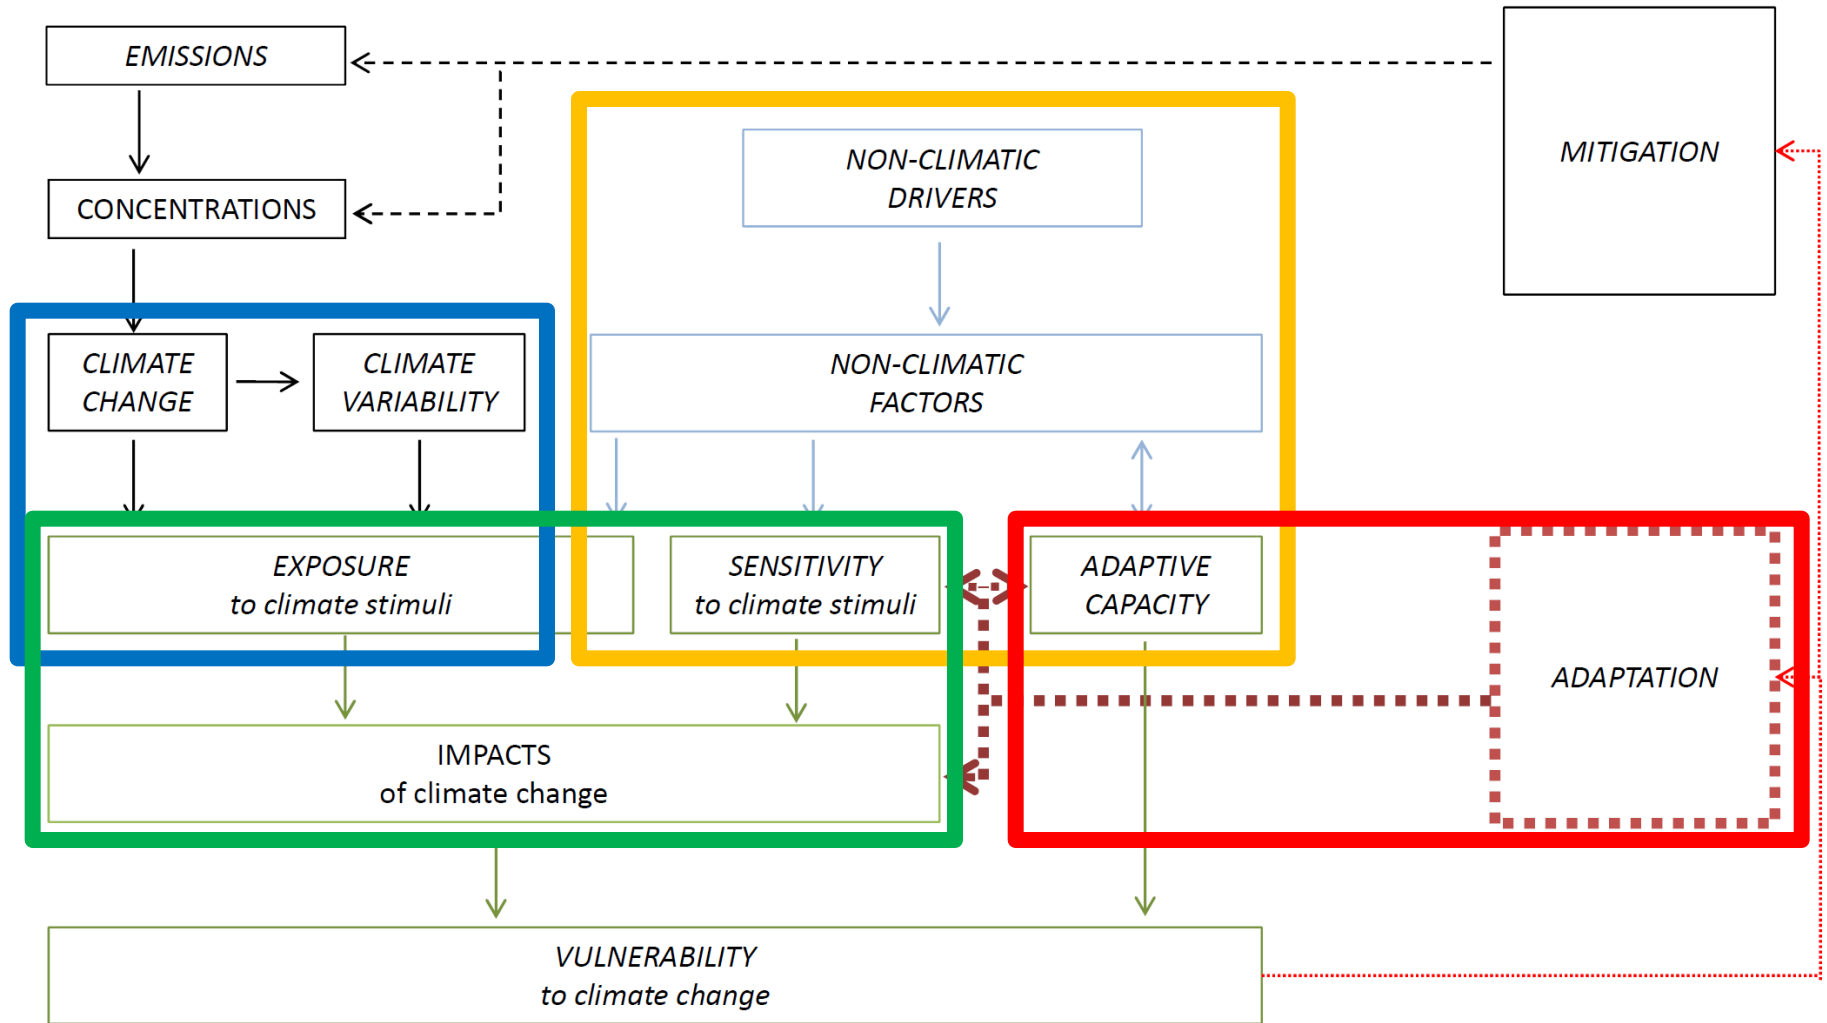 EMISSIONS
CONCENTRATIONS
NON-CLIMATIC
DRIVERS
MITIGATION
CLIMATE
CHANGE
CLIMATE
VARIABILITY
NON-CLIMATIC
FACTORS
EXPOSURE
to climate stimuli
SENSITIVITY
to climate stimuli
ADAPTIVE
CAPACITY
ADAPTATION
IMPACTS
of climate change
VULNERABILITY
to climate change